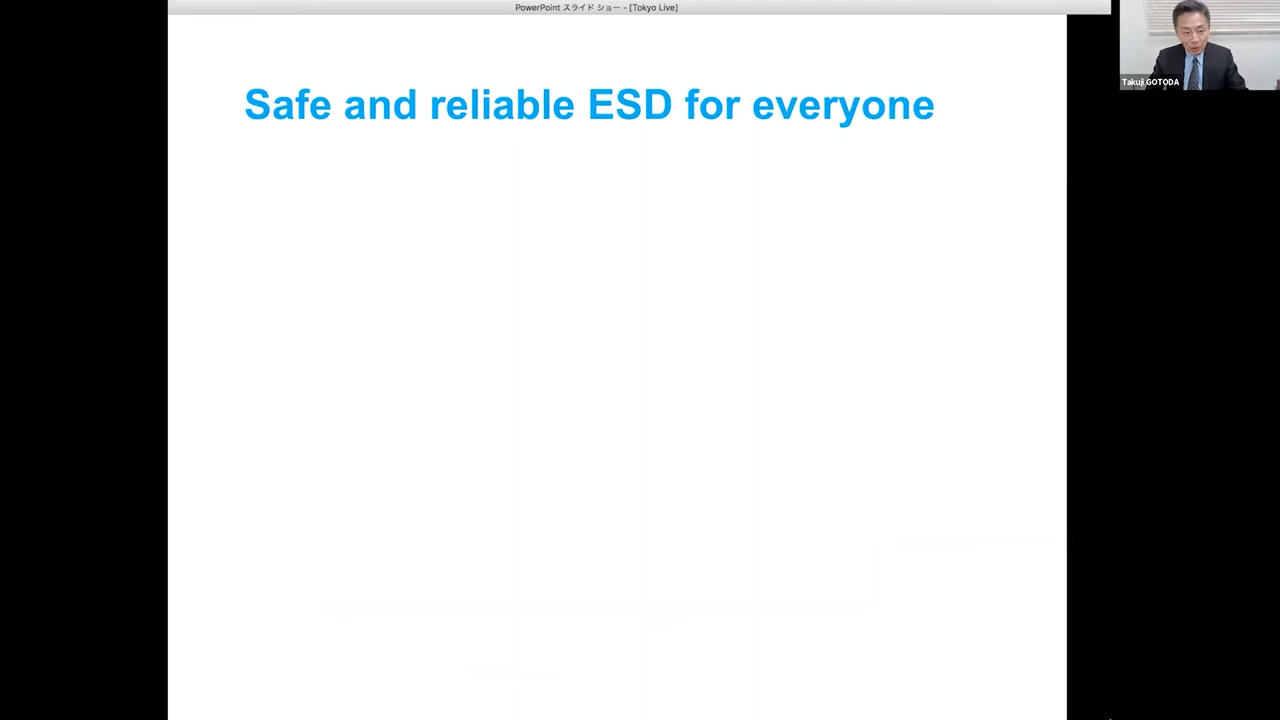 PowerPoint スライド ショー - [Tokyo Live]
Safe and reliable ESD for everyone
Takuji GOTODA